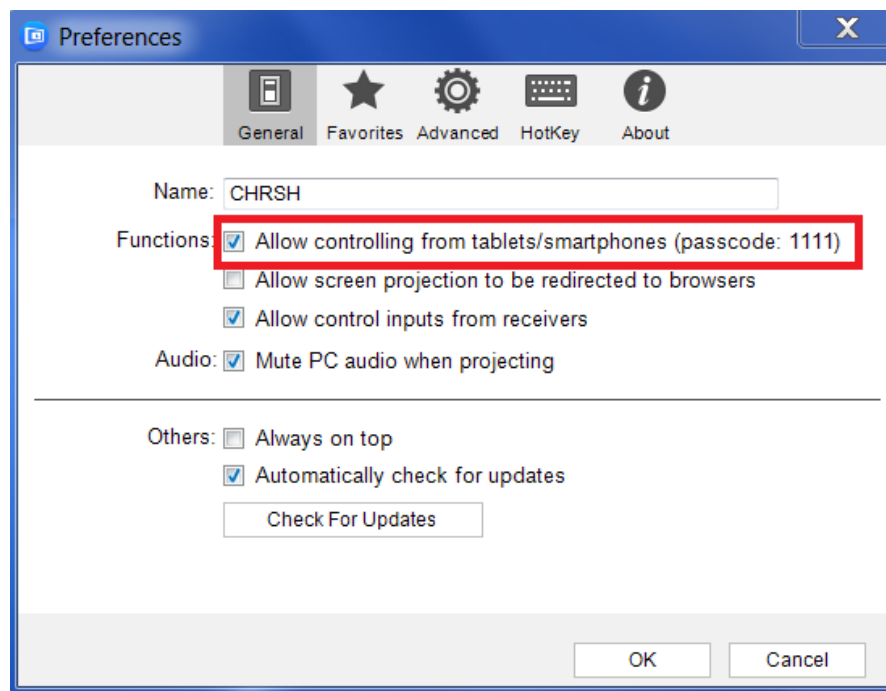 Preferences
X
General Favorites Advanced HotKey About
Name: CHRSH
Functions: Allow controlling from tablets/smartphones (passcode: 1111)
Allow screen projection to be redirected to browsers
Allow control inputs from receivers
Audio: Mute PC audio when projecting
Others: Always on top
Automatically check for updates
Check For Updates
OK Cancel